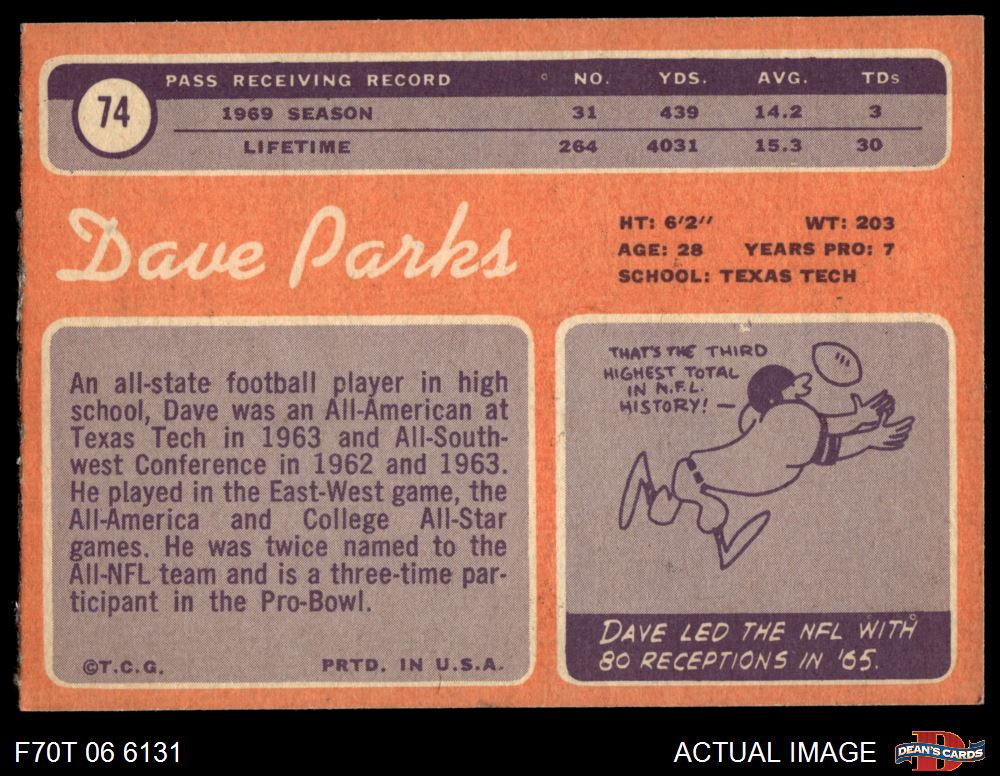 74
PASS RECEIVING RECORD NO. YDS. AVG. TDs
1969 SEASON 31 439 14.2 3
LIFETIME 264 4031 15.3 30
Dave Parks
HT: 6'2'' WT: 203
AGE: 28 YEARS PRO: 7
SCHOOL: TEXAS TECH
An all-state football player in high
school, Dave was an All-American at
Texas Tech in 1963 and All-South-
west Conference in 1962 and 1963.
He played in the East-West game, the
All-America and College All-Star
games. He was twice named to the
All-NFL team and is a three-time par-
ticipant in the Pro-Bowl.
©T.C.G. PRTD. IN U.S.A.
THAT'S THE THIRD
HIGHEST TOTAL
IN N.F.L.
HISTORY! —
DAVE LED THE NFL WITH
80 RECEPTIONS IN '65.
F70T 06 6131
ACTUAL IMAGE
D
DEAN'S CARDS